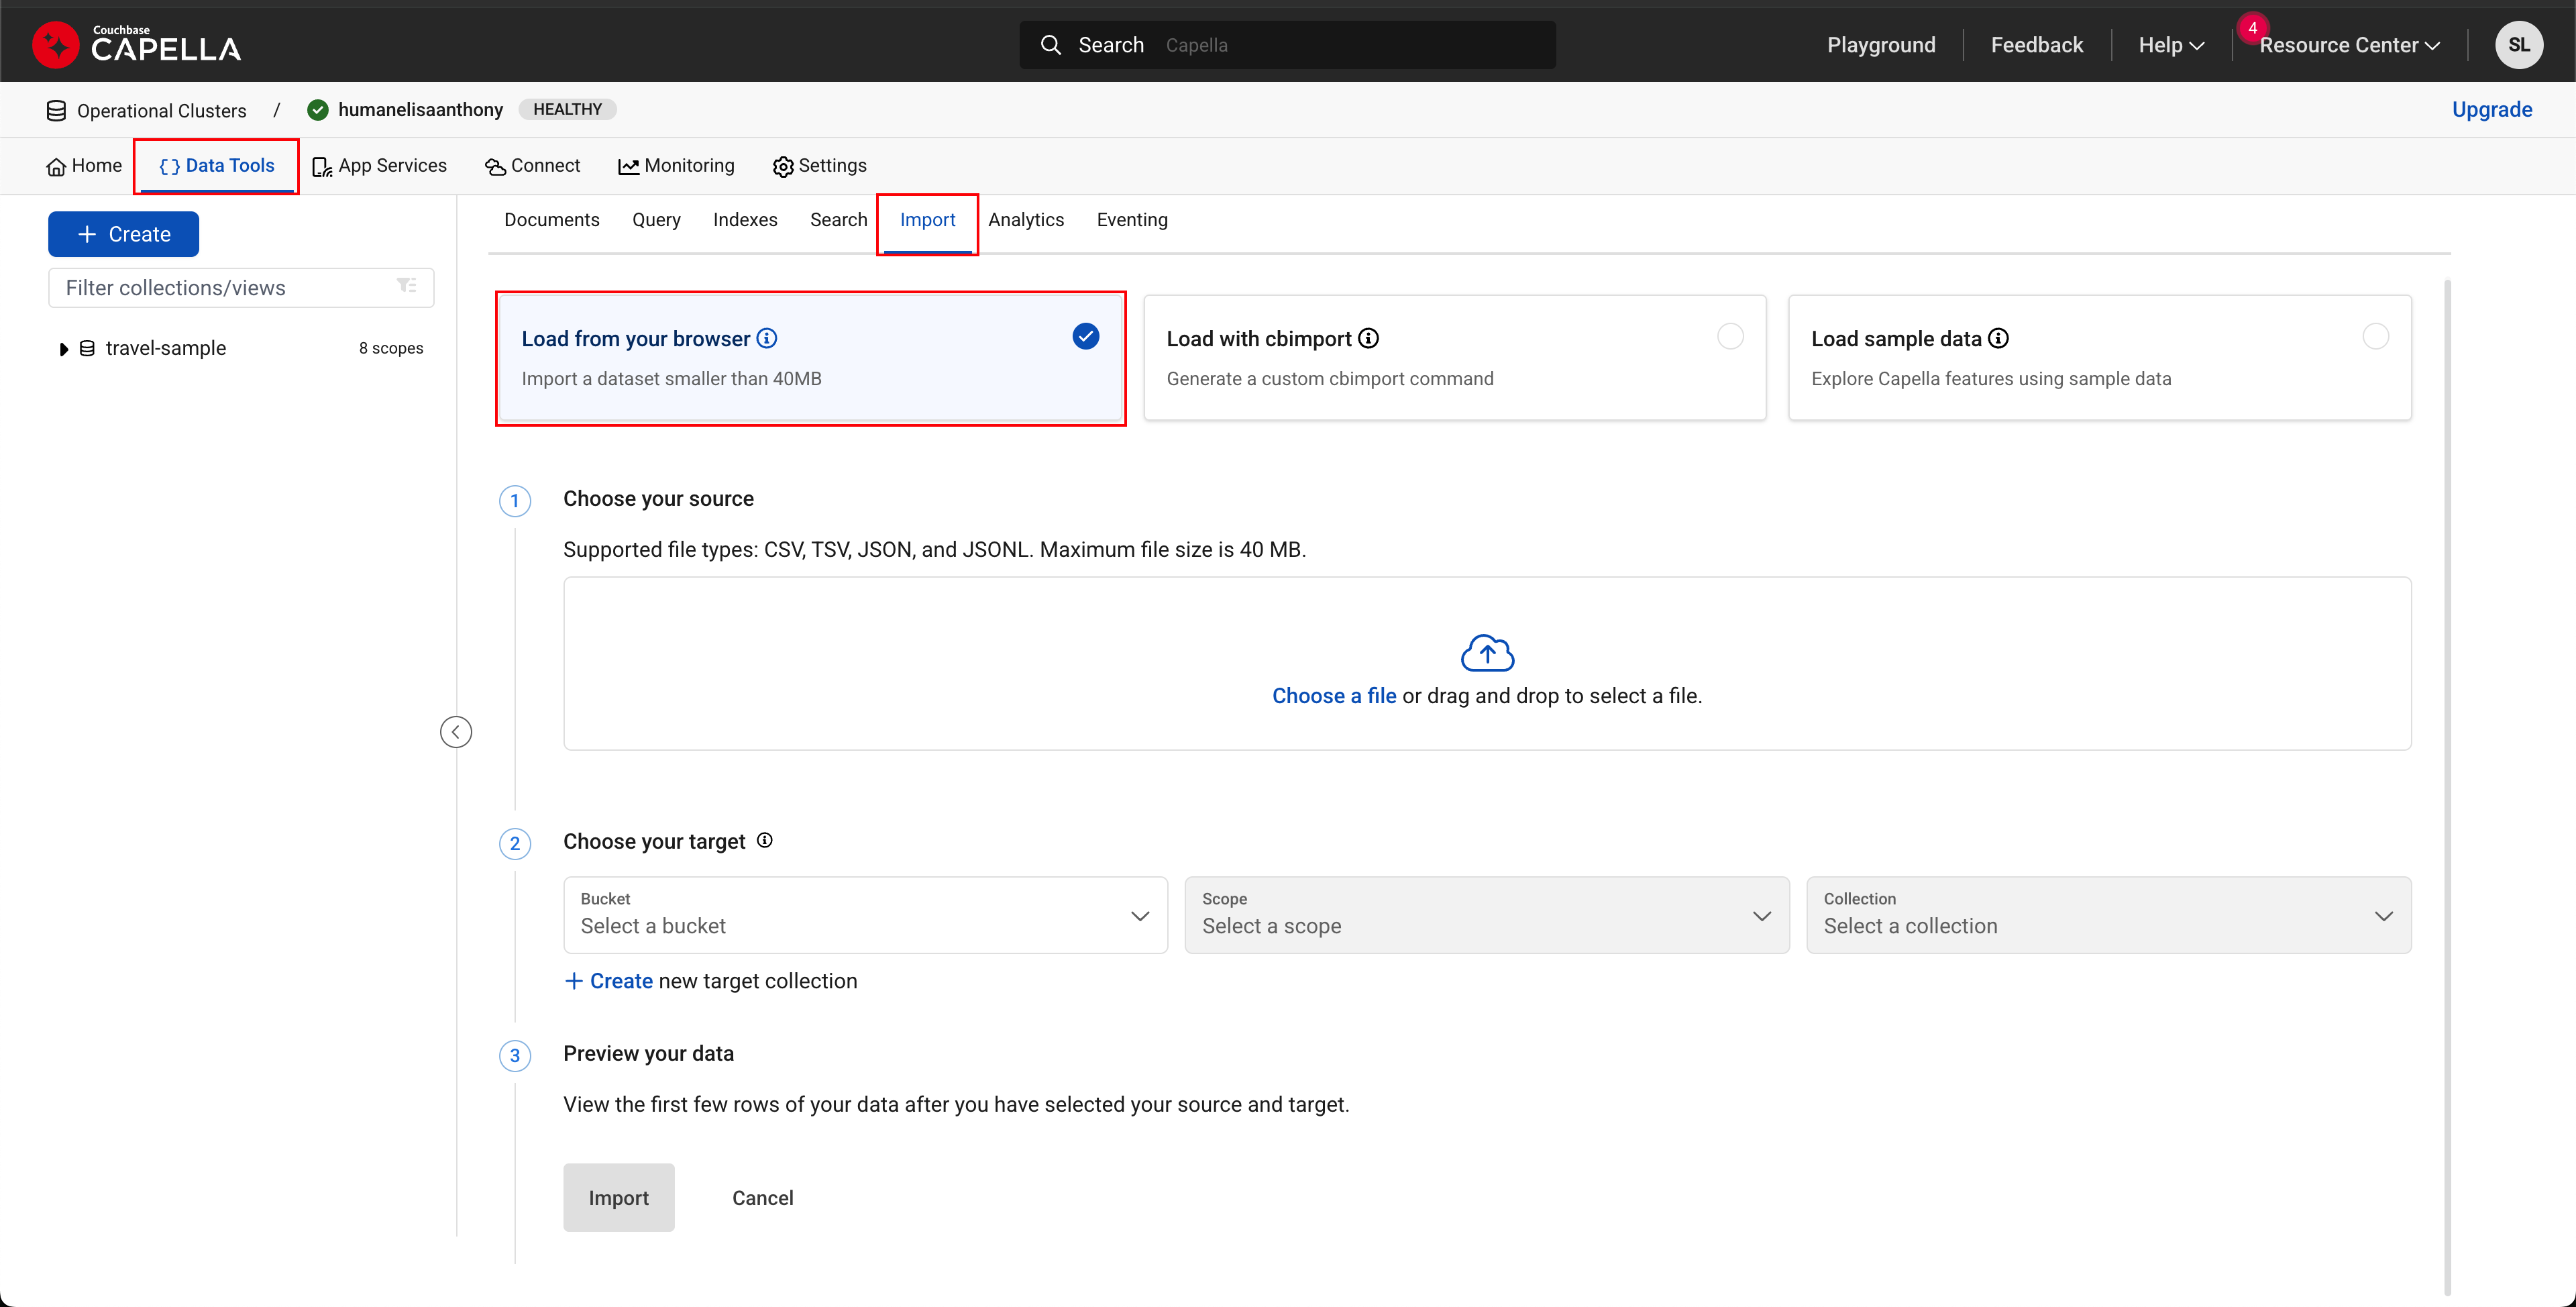 Couchbase
CAPELLA
Search Capella
Playground
Feedback
Help
4
Resource Center
SL
Operational Clusters / humanelisaanthony HEALTHY
Upgrade
Home
{} Data Tools
App Services
Connect
Monitoring
Settings
+ Create
Filter collections/views
travel-sample 8 scopes
Documents
Query
Indexes
Search
Import
Analytics
Eventing
Load from your browser
Import a dataset smaller than 40MB
Load with cbimport
Generate a custom cbimport command
Load sample data
Explore Capella features using sample data
1 Choose your source
Supported file types: CSV, TSV, JSON, and JSONL. Maximum file size is 40 MB.
Choose a file or drag and drop to select a file.
2 Choose your target
Bucket
Select a bucket
Scope
Select a scope
Collection
Select a collection
+ Create new target collection
3 Preview your data
View the first few rows of your data after you have selected your source and target.
Import
Cancel